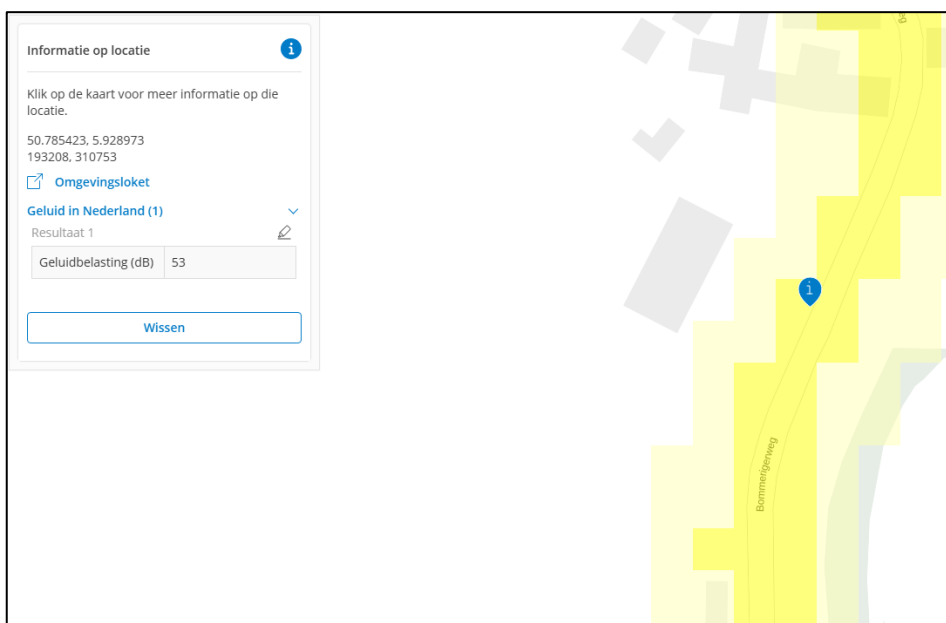 Informatie op locatie
Klik op de kaart voor meer informatie op die
locatie.
50.785423, 5.928973
193208, 310753
Omgevingsloket
Geluid in Nederland (1)
Resultaat 1
Geluidbelasting (dB) 53
Wissen
eg
i
Bommerigerweg